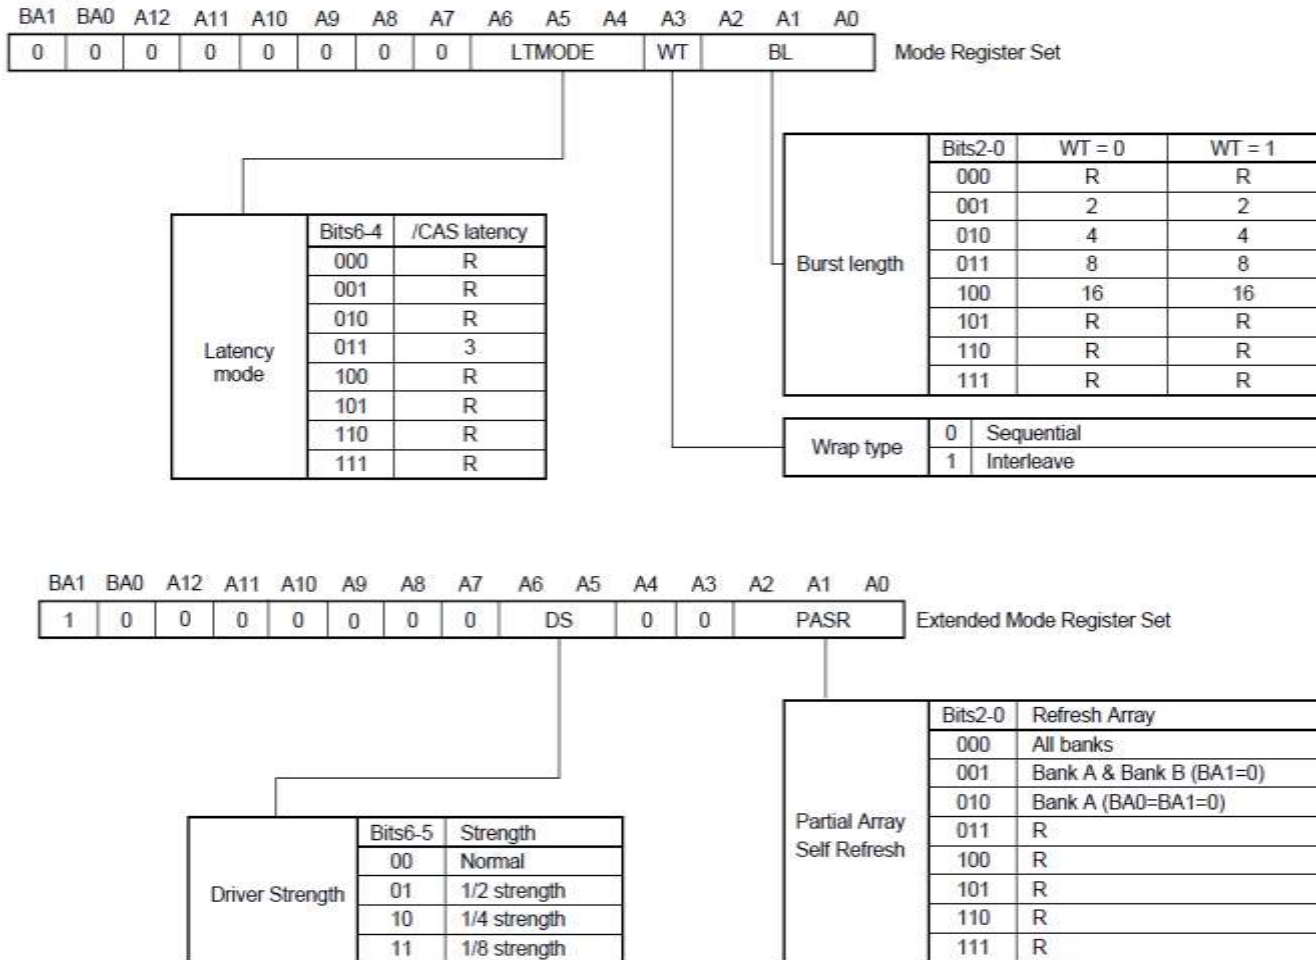 BA1 BA0 A12 A11 A10 A9 A8 A7 A6 A5 A4 A3 A2 A1 A0
0 0 0 0 0 0 0 0 LTMODE WT BL Mode Register Set
Bits2-0 WT = 0 WT = 1
000 R R
001 2 2
010 4 4
Burst length 011 8 8
100 16 16
101 R R
110 R R
111 R R
Bits6-4 /CAS latency
000 R
001 R
010 R
Latency mode 011 3
100 R
101 R
110 R
111 R
Wrap type 0 Sequential
1 Interleave
BA1 BA0 A12 A11 A10 A9 A8 A7 A6 A5 A4 A3 A2 A1 A0
1 0 0 0 0 0 0 0 DS 0 0 PASR Extended Mode Register Set
Bits2-0 Refresh Array
000 All banks
001 Bank A & Bank B (BA1=0)
010 Bank A (BA0=BA1=0)
Partial Array
Self Refresh
011 R
100 R
101 R
110 R
111 R
Bits6-5 Strength
00 Normal
Driver Strength 01 1/2 strength
10 1/4 strength
11 1/8 strength